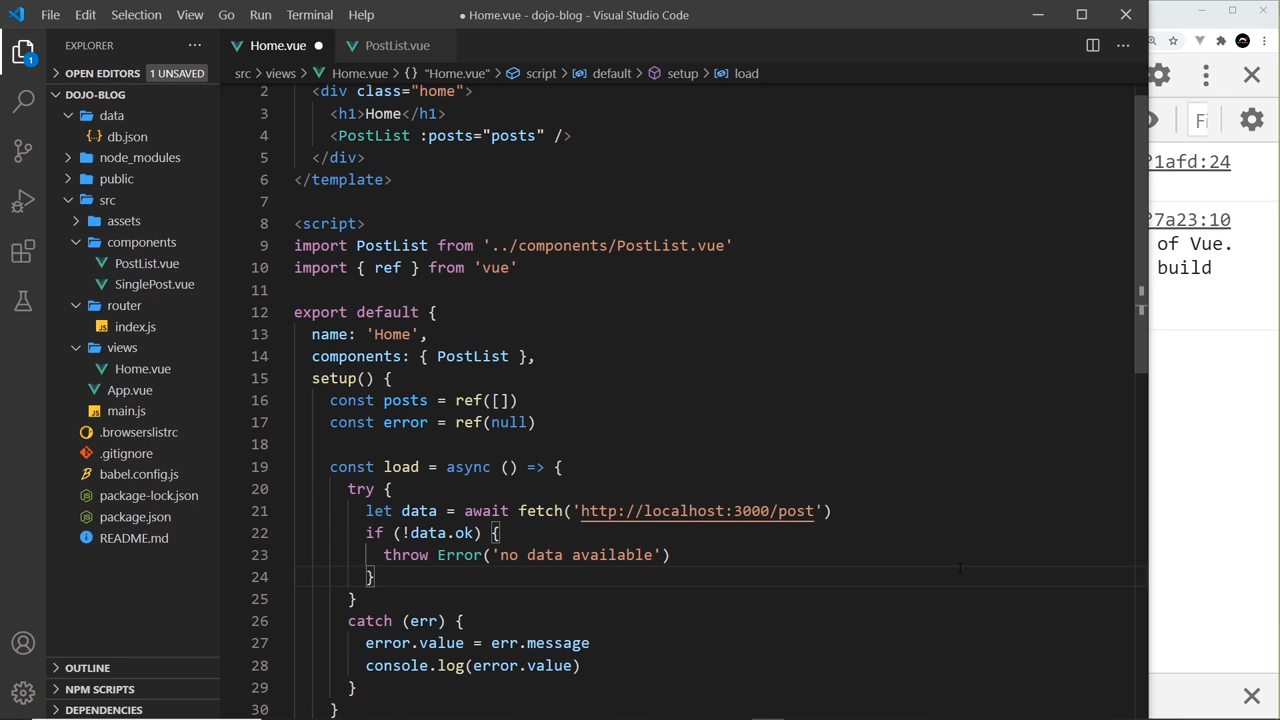 File Edit Selection View Go Run Terminal Help
● Home.vue - dojo-blog - Visual Studio Code
EXPLORER
OPEN EDITORS 1 UNSAVED
DOJO-BLOG
data
db.json
node_modules
public
src
assets
components
PostList.vue
SinglePost.vue
router
index.js
views
Home.vue
App.vue
main.js
.browserslistrc
.gitignore
babel.config.js
package-lock.json
package.json
README.md
OUTLINE
NPM SCRIPTS
DEPENDENCIES
1
Home.vue
PostList.vue
src > views > Home.vue > {} "Home.vue" > script > default > setup > load
2 <div class="home">
3 <h1>Home</h1>
4 <PostList :posts="posts" />
5 </div>
6 </template>
7
8 <script>
9 import PostList from '../components/PostList.vue'
10 import { ref } from 'vue'
11
12 export default {
13 name: 'Home',
14 components: { PostList },
15 setup() {
16 const posts = ref([])
17 const error = ref(null)
18
19 const load = async () => {
20 try {
21 let data = await fetch('http://localhost:3000/post')
22 if (!data.ok) {
23 throw Error('no data available')
24 }
25 }
26 catch (err) {
27 error.value = err.message
28 console.log(error.value)
29 }
30 }
Fi
?1afd:24
?7a23:10
of Vue.
build